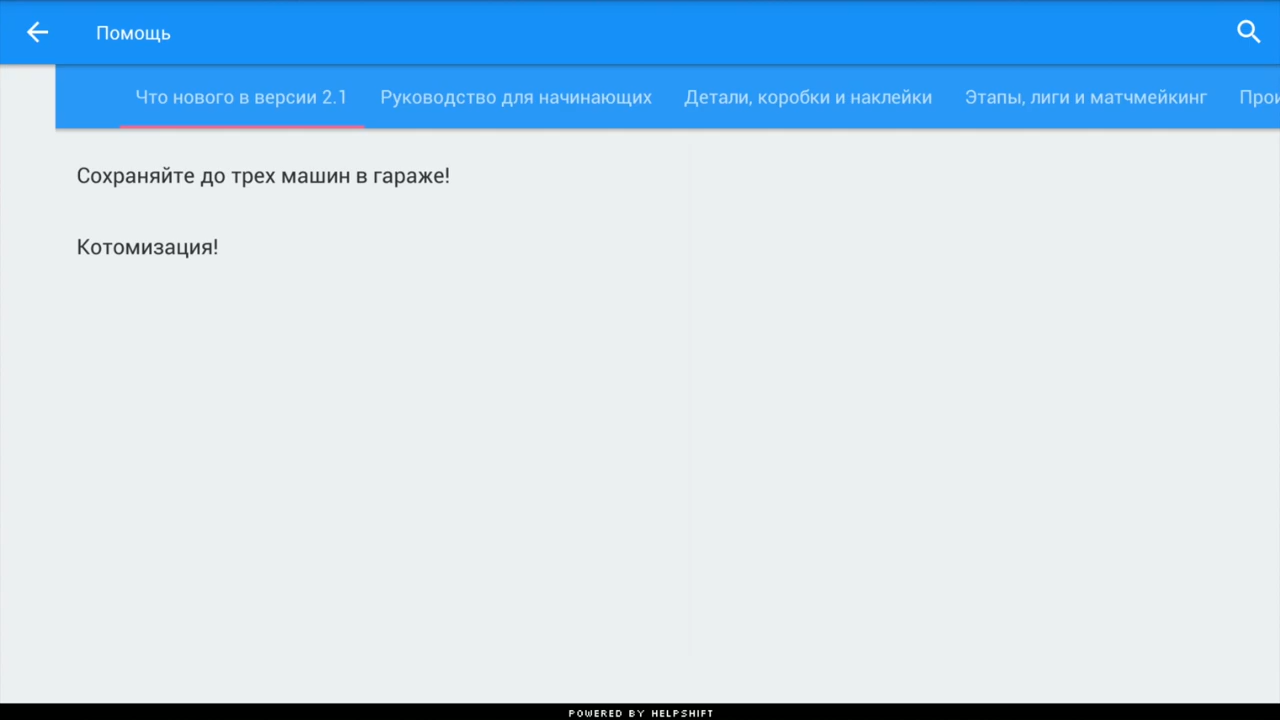 Помощь
Что нового в версии 2.1 Руководство для начинающих Детали, коробки и наклейки Этапы, лиги и матчмейкинг
Сохраняйте до трех машин в гараже!
Котомизация!
POWERED BY HELPSHIFT